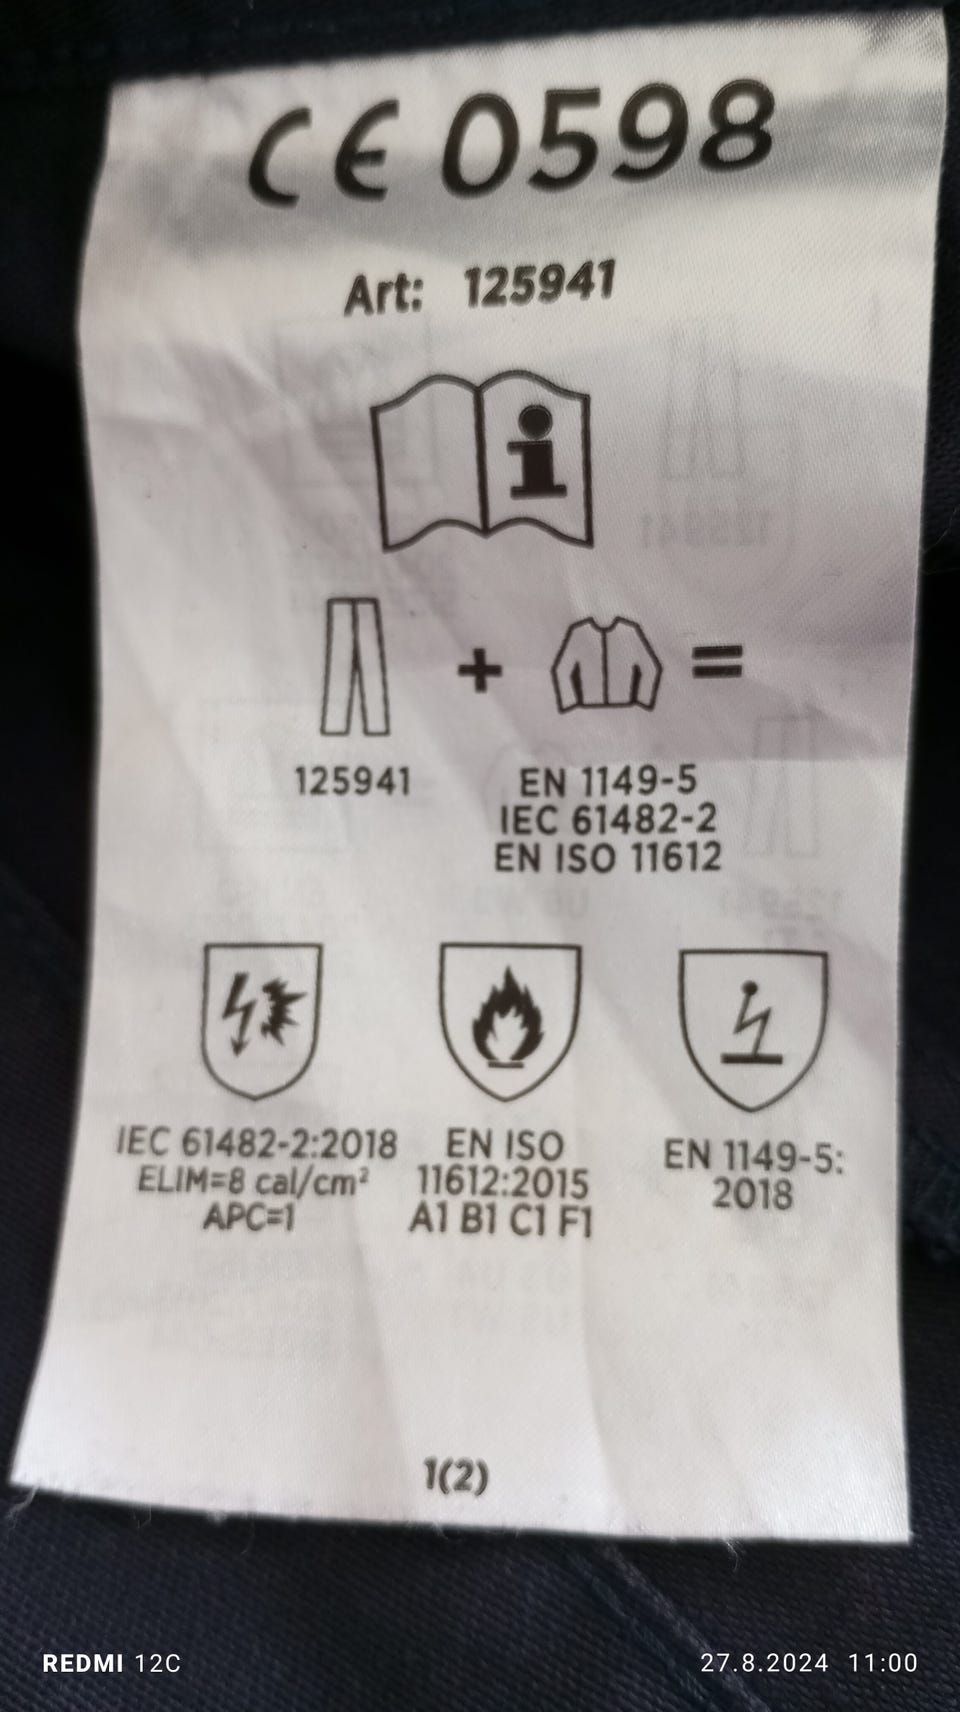 CE 0598
Art: 125941
i
+ =
125941
EN 1149-5
IEC 61482-2
EN ISO 11612
IEC 61482-2:2018
ELIM=8 cal/cm²
APC=1
EN ISO
11612:2015
A1 B1 C1 F1
EN 1149-5:
2018
1(2)
REDMI 12C
27.8.2024 11:00